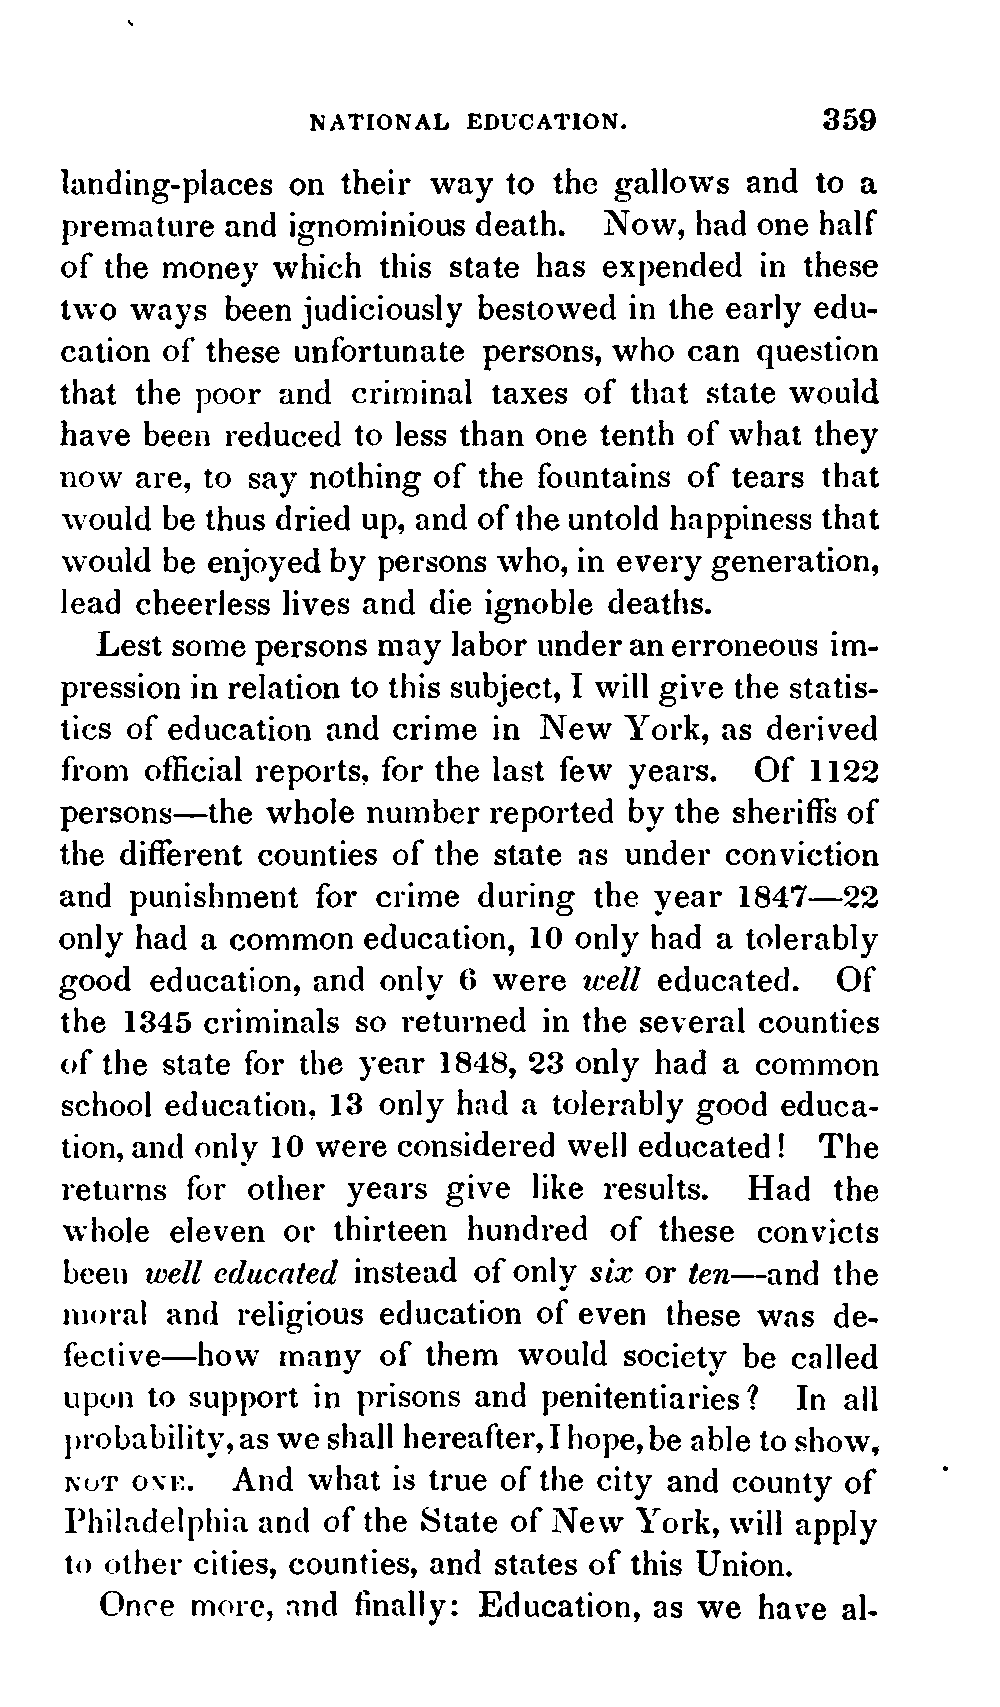 NATIONAL EDUCATION. 359
landing-places on their way to the gallows and to a
premature and ignominious death. Now, had one half
of the money which this state has expended in these
two ways been judiciously bestowed in the early edu-
cation of these unfortunate persons, who can question
that the poor and criminal taxes of that state would
have been reduced to less than one tenth of what they
now are, to say nothing of the fountains of tears that
would be thus dried up, and of the untold happiness that
would be enjoyed by persons who, in every generation,
lead cheerless lives and die ignoble deaths.
Lest some persons may labor under an erroneous im-
pression in relation to this subject, I will give the statis-
tics of education and crime in New York, as derived
from official reports, for the last few years. Of 1122
persons—the whole number reported by the sheriffs of
the different counties of the state as under conviction
and punishment for crime during the year 1847—22
only had a common education, 10 only had a tolerably
good education, and only 6 were well educated. Of
the 1345 criminals so returned in the several counties
of the state for the year 1848, 23 only had a common
school education, 13 only had a tolerably good educa-
tion, and only 10 were considered well educated! The
returns for other years give like results. Had the
whole eleven or thirteen hundred of these convicts
been well educated instead of only six or ten—and the
moral and religious education of even these was de-
fective—how many of them would society be called
upon to support in prisons and penitentiaries? In all
probability, as we shall hereafter, I hope, be able to show,
NOT ONE. And what is true of the city and county of
Philadelphia and of the State of New York, will apply
to other cities, counties, and states of this Union.
Once more, and finally: Education, as we have al-